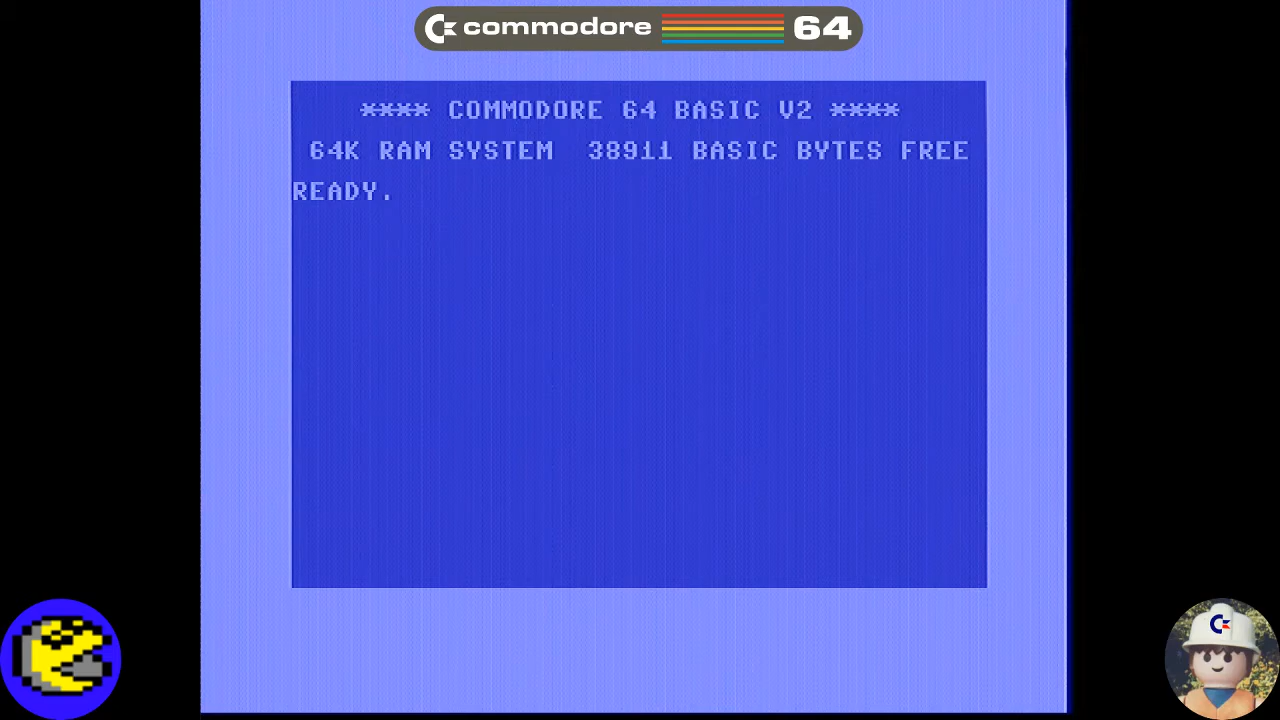 commodore 64
**** COMMODORE 64 BASIC V2 ****
64K RAM SYSTEM  38911 BASIC BYTES FREE
READY.